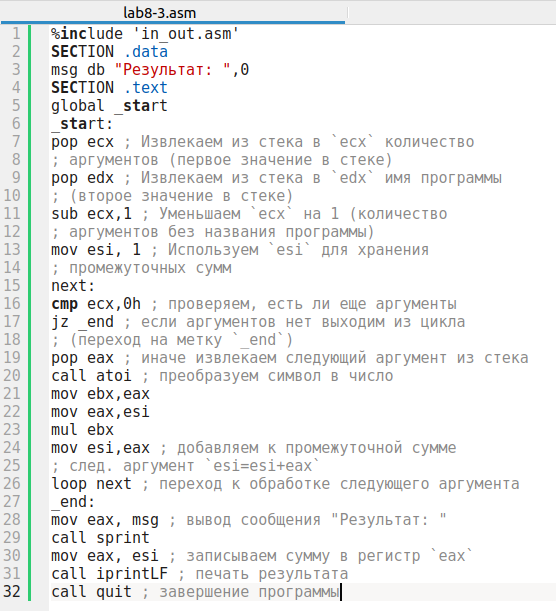 lab8-3.asm
1 %include 'in_out.asm'
2 SECTION .data
3 msg db "Результат: ",0
4 SECTION .text
5 global _start
6 _start:
7 pop ecx ; Извлекаем из стека в `ecx` количество
8 ; аргументов (первое значение в стеке)
9 pop edx ; Извлекаем из стека в `edx` имя программы
10 ; (второе значение в стеке)
11 sub ecx,1 ; Уменьшаем `ecx` на 1 (количество
12 ; аргументов без названия программы)
13 mov esi, 1 ; Используем `esi` для хранения
14 ; промежуточных сумм
15 next:
16 cmp ecx,0h ; проверяем, есть ли еще аргументы
17 jz _end ; если аргументов нет выходим из цикла
18 ; (переход на метку `_end`)
19 pop eax ; иначе извлекаем следующий аргумент из стека
20 call atoi ; преобразуем символ в число
21 mov ebx,eax
22 mov eax,esi
23 mul ebx
24 mov esi,eax ; добавляем к промежуточной сумме
25 ; след. аргумент `esi=esi+eax`
26 loop next ; переход к обработке следующего аргумента
27 _end:
28 mov eax, msg ; вывод сообщения "Результат: "
29 call sprint
30 mov eax, esi ; записываем сумму в регистр `eax`
31 call iprintLF ; печать результата
32 call quit ; завершение программы